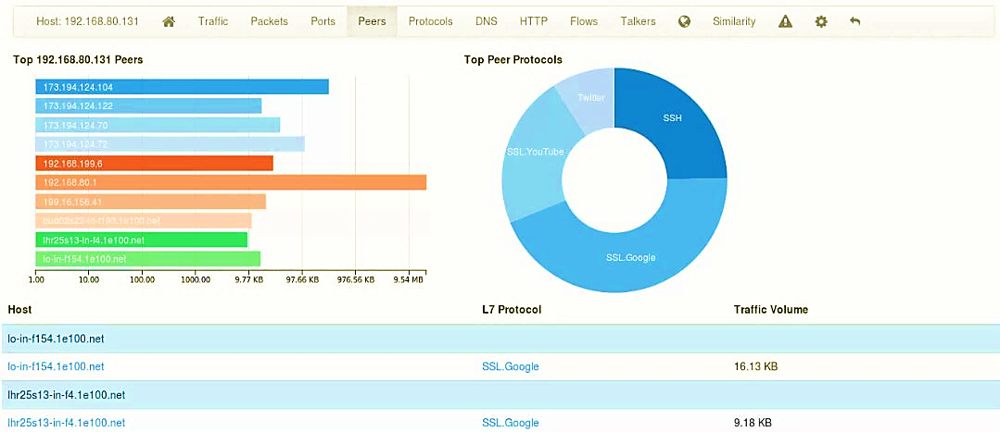 Host: 192.168.80.131 Traffic Packets Ports Peers Protocols DNS HTTP Flows Talkers Similarity
Top 192.168.80.131 Peers
173.194.124.104
173.194.124.122
173.194.124.70
173.194.124.72
192.168.199.6
192.168.80.1
199.16.156.41
bud02s22-in-f193.1e100.net
lhr25s13-in-f4.1e100.net
lo-in-f154.1e100.net
1.00 10.00 100.00 1000.00 9.77 KB 97.66 KB 976.56 KB 9.54 MB
Top Peer Protocols
Twitter
SSH
SSL.YouTube
SSL.Google
Host L7 Protocol Traffic Volume
lo-in-f154.1e100.net
lo-in-f154.1e100.net SSL.Google 16.13 KB
lhr25s13-in-f4.1e100.net
lhr25s13-in-f4.1e100.net SSL.Google 9.18 KB